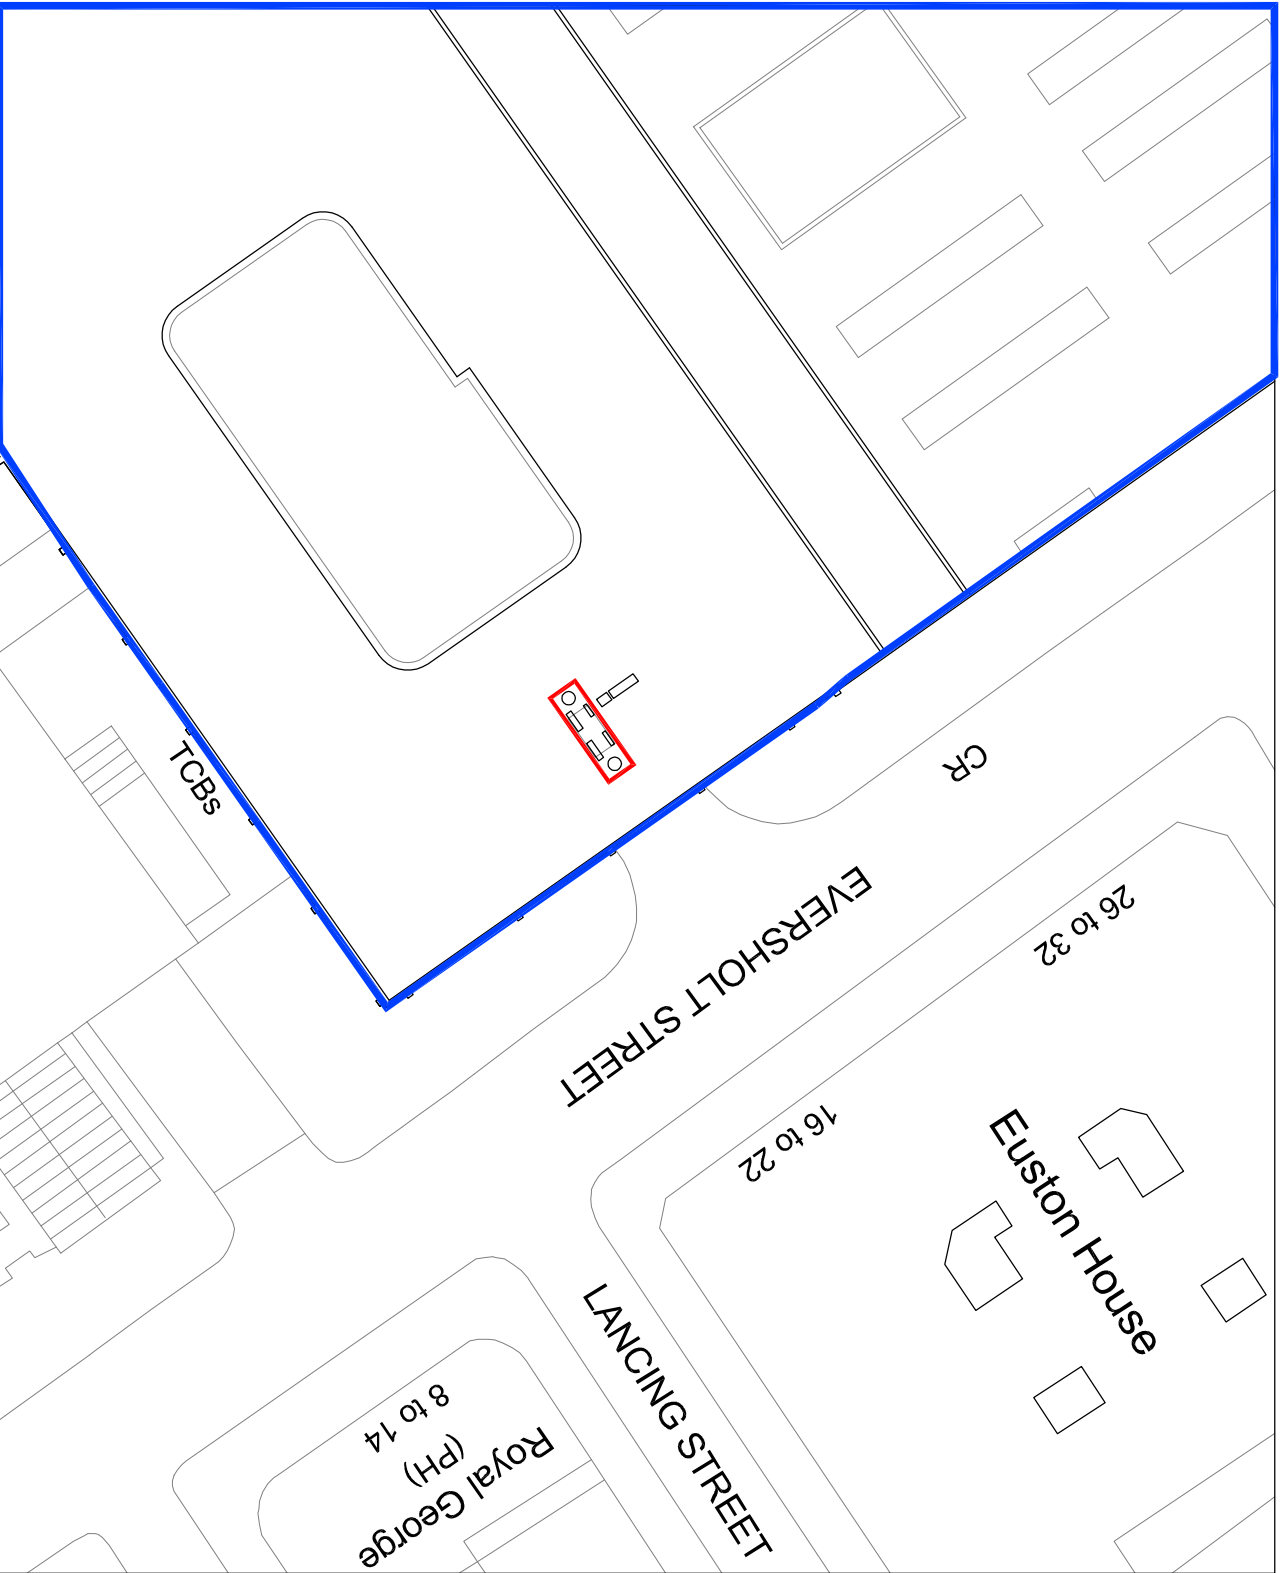 TCBs
CR
EVERSHOLT STREET
26 to 32
16 to 22
Euston House
LANCING STREET
8 to 14
(PH)
Royal George